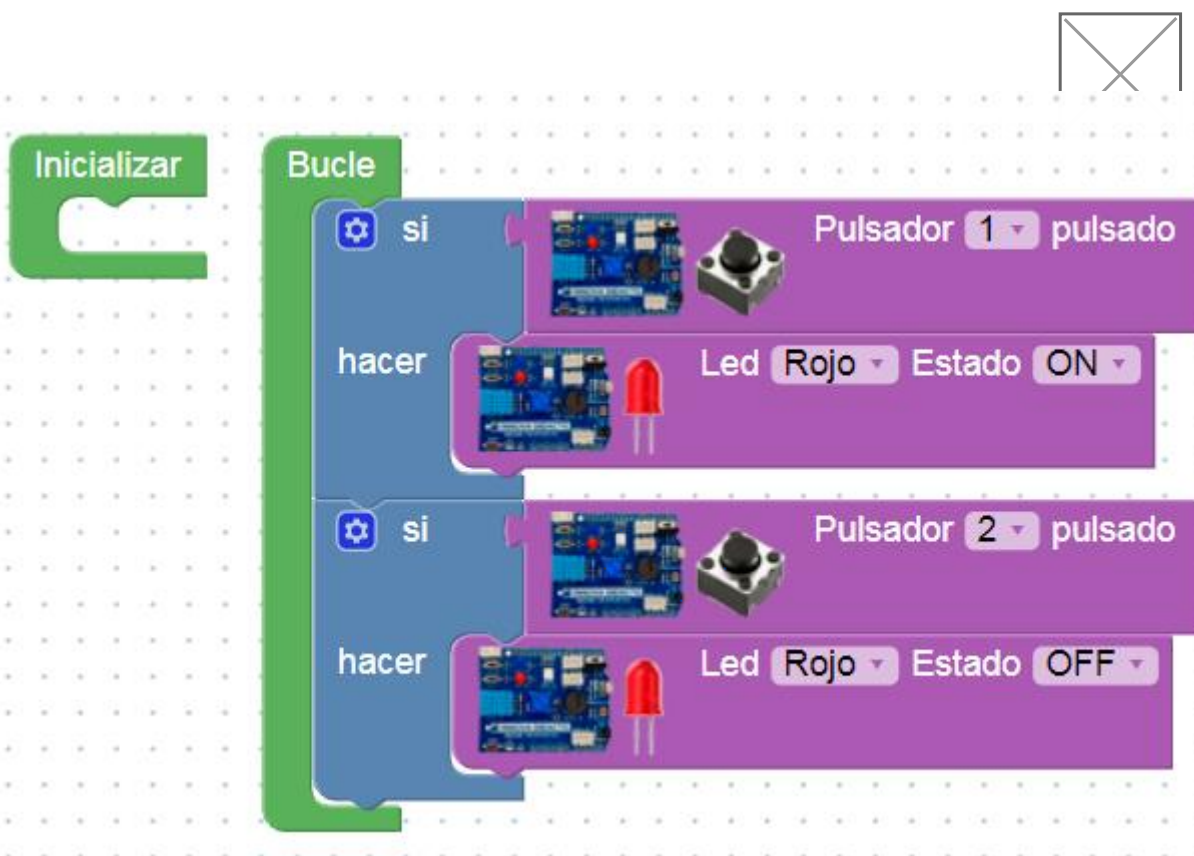 Inicializar
Bucle
si
Pulsador 1 pulsado
hacer
Led Rojo Estado ON
si
Pulsador 2 pulsado
hacer
Led Rojo Estado OFF